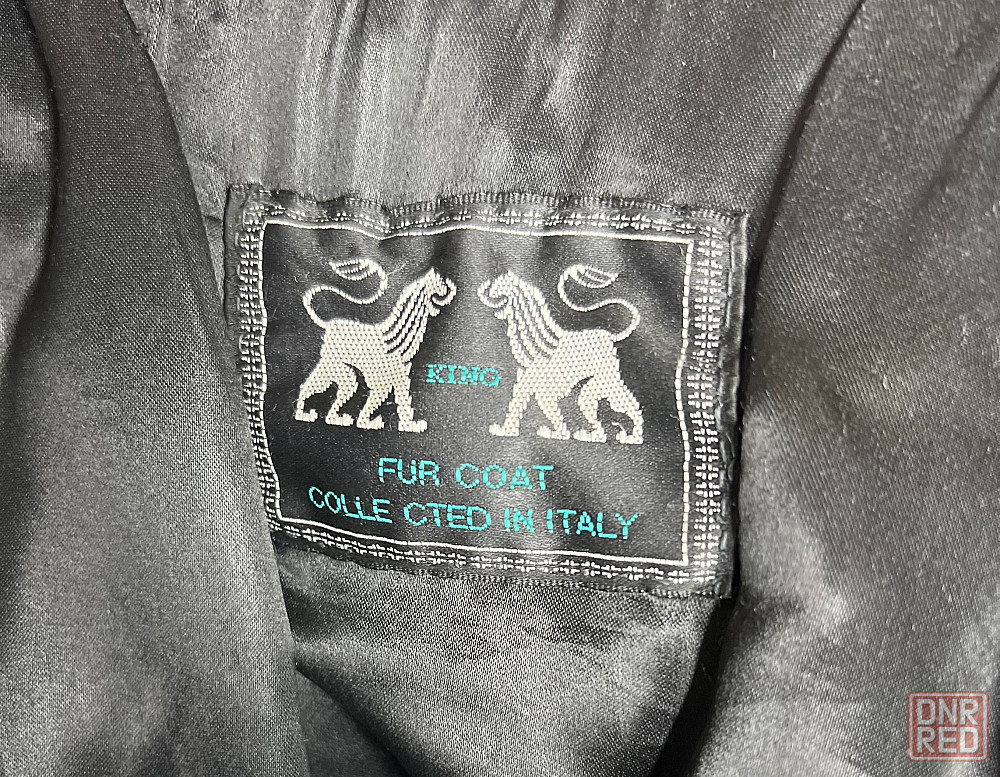 KING
FUR COAT
COLLE CTED IN ITALY
DNR
RED